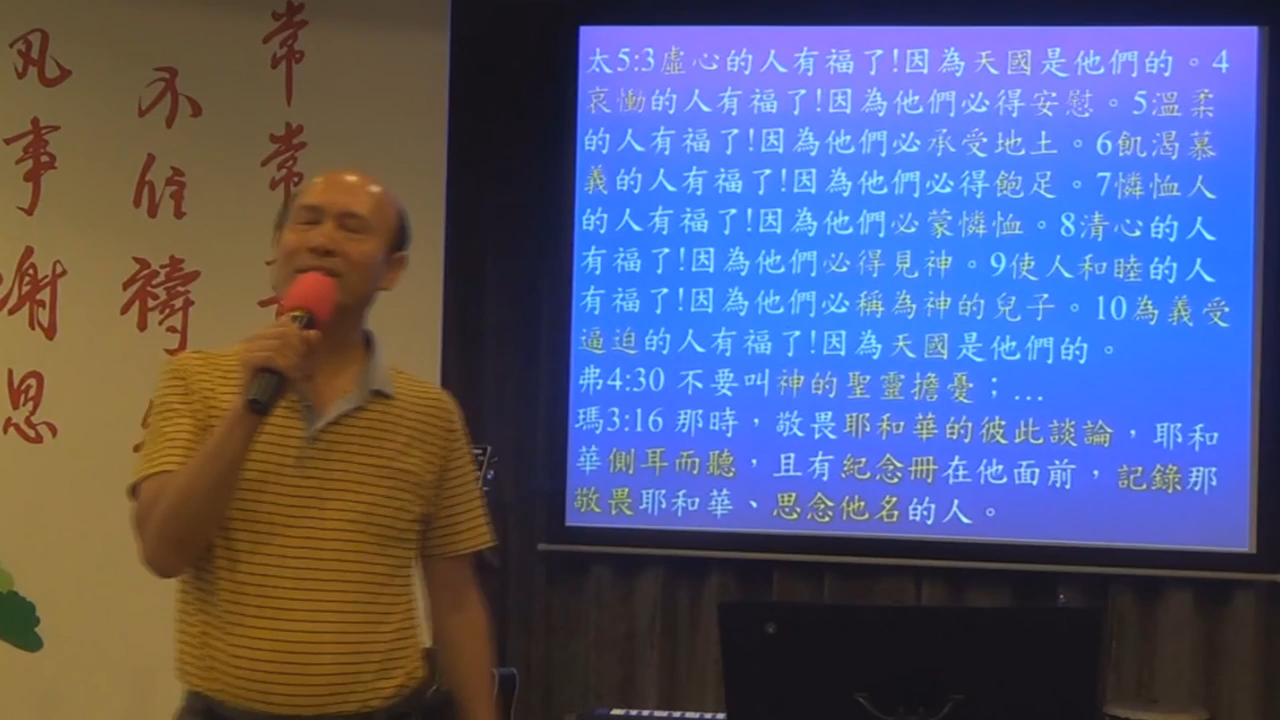 常常
不住禱
凡事謝恩
太5:3虛心的人有福了!因為天國是他們的。4
哀慟的人有福了!因為他們必得安慰。5溫柔
的人有福了!因為他們必承受地土。6飢渴慕
義的人有福了!因為他們必得飽足。7憐恤人
的人有福了!因為他們必蒙憐恤。8清心的人
有福了!因為他們必得見神。9使人和睦的人
有福了!因為他們必稱為神的兒子。10為義受
逼迫的人有福了!因為天國是他們的。
弗4:30 不要叫神的聖靈擔憂；…
瑪3:16 那時，敬畏耶和華的彼此談論，耶和
華側耳而聽，且有紀念冊在他面前，記錄那
敬畏耶和華、思念他名的人。